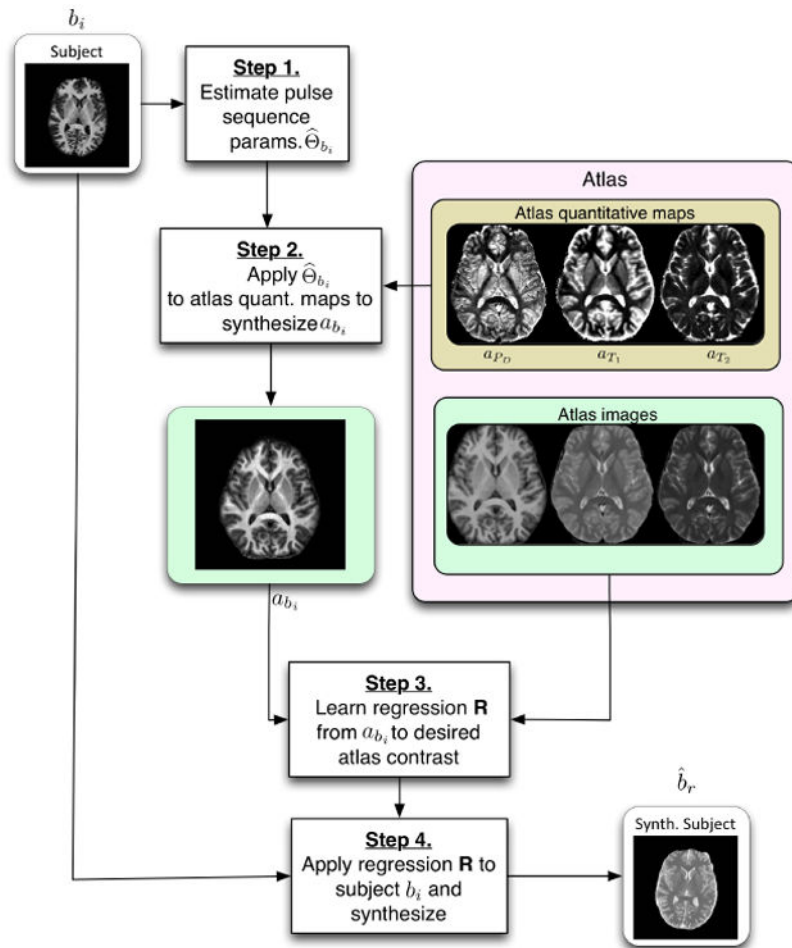 b_i
Subject
Step 1.
Estimate pulse
sequence
params. Θ̂_{b_i}
Atlas
Atlas quantitative maps
a_{P_D} a_{T_1} a_{T_2}
Step 2.
Apply Θ̂_{b_i}
to atlas quant. maps to
synthesize a_{b_i}
Atlas images
a_{b_i}
Step 3.
Learn regression R
from a_{b_i} to desired
atlas contrast
Step 4.
Apply regression R to
subject b_i and
synthesize
b̂_r
Synth. Subject